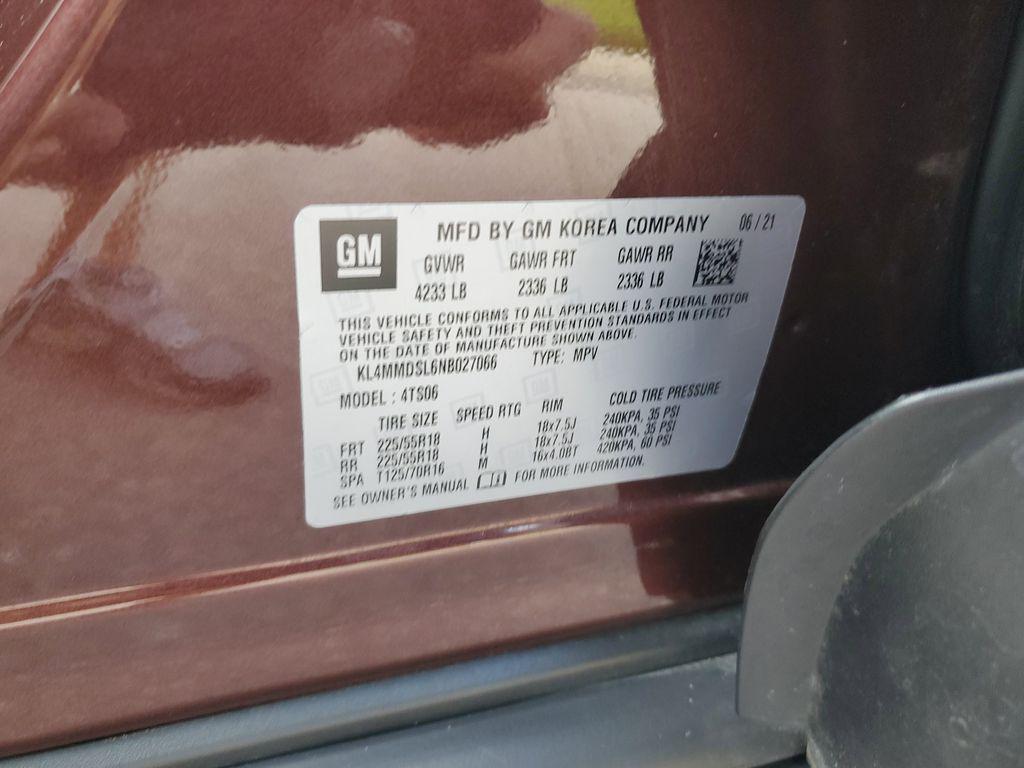 GM
MFD BY GM KOREA COMPANY 06 / 21
GVWR GAWR FRT GAWR RR
4233 LB 2336 LB 2336 LB
THIS VEHICLE CONFORMS TO ALL APPLICABLE U.S. FEDERAL MOTOR
VEHICLE SAFETY AND THEFT PREVENTION STANDARDS IN EFFECT
ON THE DATE OF MANUFACTURE SHOWN ABOVE.
KL4MMDSL6NB027066 TYPE: MPV
MODEL : 4TS06
TIRE SIZE SPEED RTG RIM COLD TIRE PRESSURE
FRT 225/55R18 H 18x7.5J 240KPA, 35 PSI
RR 225/55R18 H 18x7.5J 240KPA, 35 PSI
SPA T125/70R16 M 16x4.0BT 420KPA, 60 PSI
SEE OWNER'S MANUAL FOR MORE INFORMATION.